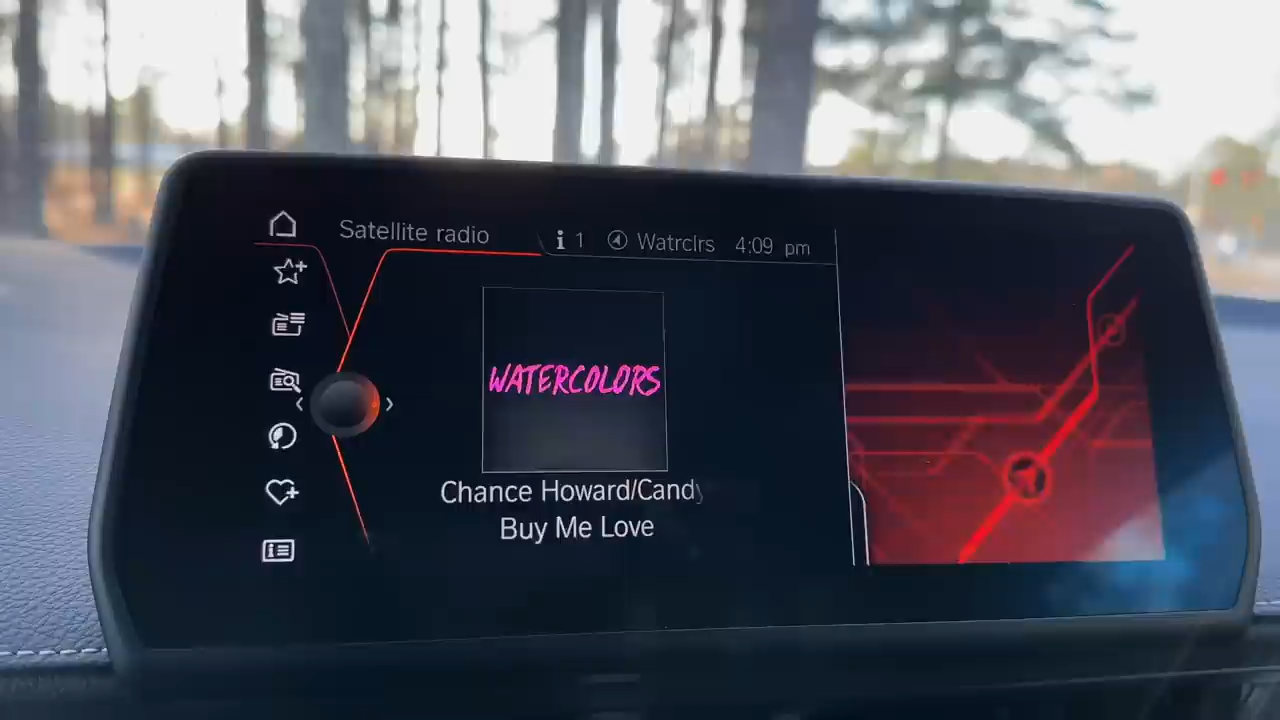 Satellite radio
i 1 Watrclrs 4:09 pm
WATERCOLORS
Chance Howard/Candy
Buy Me Love